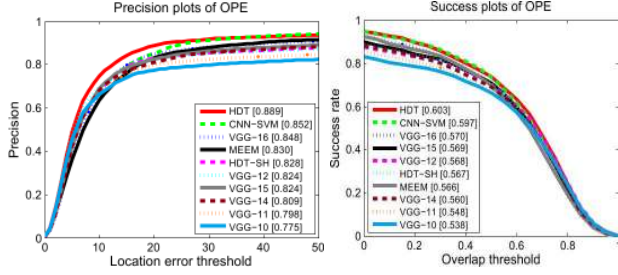 Precision plots of OPE
Precision
1
0.8
0.6
0.4
0.2
0
0 10 20 30 40 50
Location error threshold
HDT [0.889]
CNN-SVM [0.852]
VGG-16 [0.848]
MEEM [0.830]
HDT-SH [0.828]
VGG-12 [0.824]
VGG-15 [0.824]
VGG-14 [0.809]
VGG-11 [0.798]
VGG-10 [0.775]
Success plots of OPE
Success rate
1
0.8
0.6
0.4
0.2
0
0 0.2 0.4 0.6 0.8 1
Overlap threshold
HDT [0.603]
CNN-SVM [0.597]
VGG-16 [0.570]
VGG-15 [0.569]
VGG-12 [0.568]
HDT-SH [0.567]
MEEM [0.566]
VGG-14 [0.560]
VGG-11 [0.548]
VGG-10 [0.538]